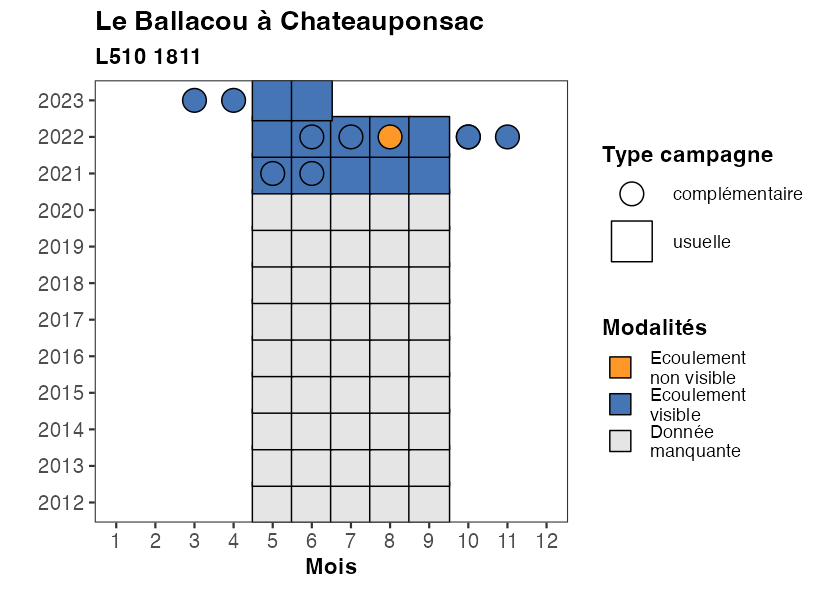 Le Ballacou à Chateauponsac
L510 1811
2023
2022
2021
2020
2019
2018
2017
2016
2015
2014
2013
2012
1 2 3 4 5 6 7 8 9 10 11 12
Mois
Type campagne
complémentaire
usuelle
Modalités
Ecoulement
non visible
Ecoulement
visible
Donnée
manquante